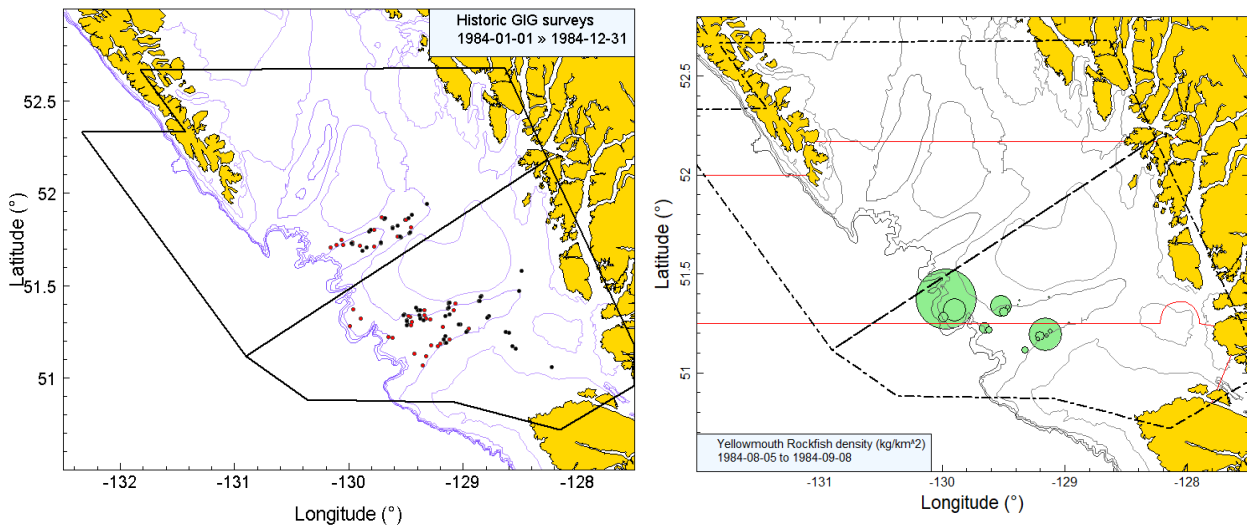 Historic GIG surveys
1984-01-01 » 1984-12-31
Latitude (°)
52.5
52
51.5
51
-132
-131
-130
-129
-128
Longitude (°)
Latitude (°)
52.5
52
51.5
51
Yellowmouth Rockfish density (kg/km^2)
1984-08-05 to 1984-09-08
-131
-130
-129
-128
Longitude (°)